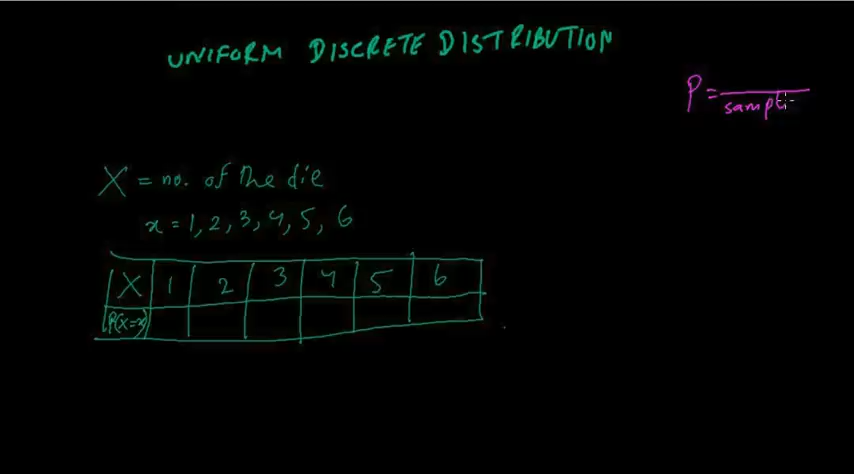 UNIFORM DISCRETE DISTRIBUTION
P =
sampl
X = no. of the die
x = 1, 2, 3, 4, 5, 6
X 1 2 3 4 5 6
P(X=x)